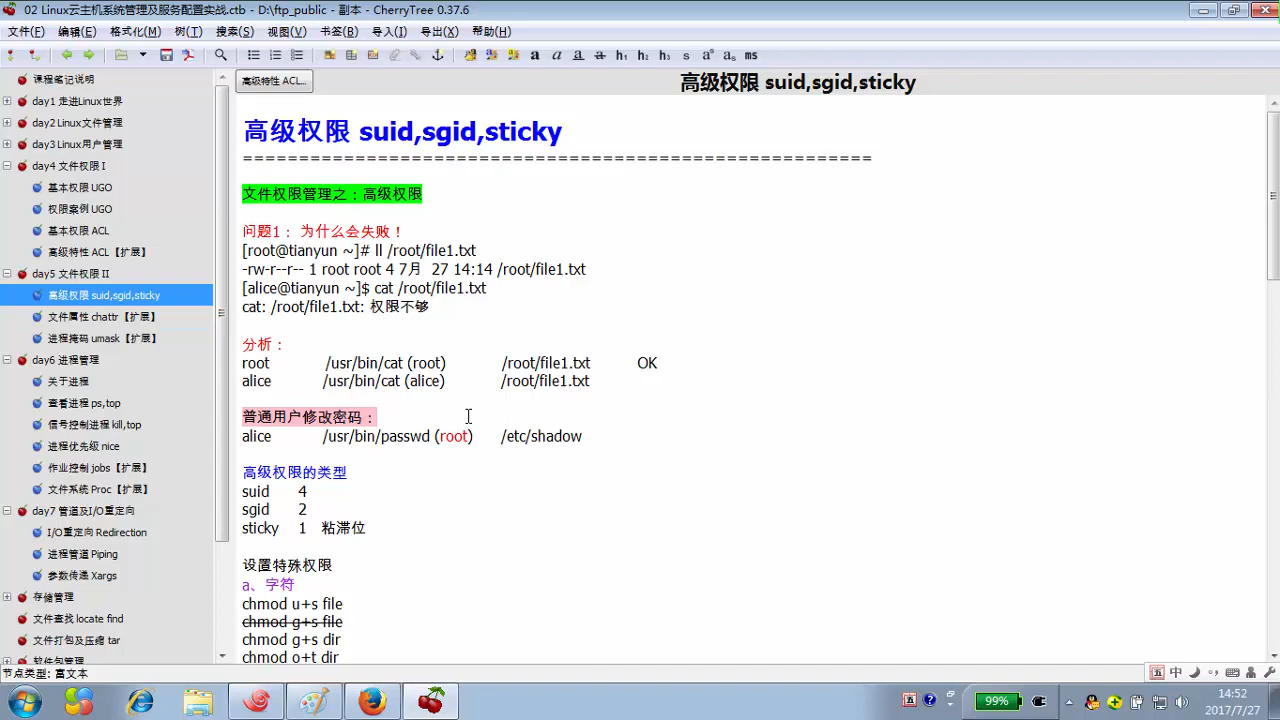 02 Linux云主机系统管理及服务配置实战.ctb - D:\ftp_public - 副本 - CherryTree 0.37.6
文件(F) 编辑(E) 格式化(M) 树(T) 搜索(S) 视图(V) 书签(B) 导入(I) 导出(X) 帮助(H)
a a a a h₁ h₂ h₃ s aˢ aₛ ms
课程笔记说明
day1 走进Linux世界
day2 Linux文件管理
day3 Linux用户管理
day4 文件权限 I
基本权限 UGO
权限案例 UGO
基本权限 ACL
高级特性 ACL【扩展】
day5 文件权限 II
高级权限 suid,sgid,sticky
文件属性 chattr【扩展】
进程掩码 umask【扩展】
day6 进程管理
关于进程
查看进程 ps,top
信号控制进程 kill,top
进程优先级 nice
作业控制 jobs【扩展】
文件系统 Proc【扩展】
day7 管道及I/O重定向
I/O重定向 Redirection
进程管道 Piping
参数传递 Xargs
存储管理
文件查找 locate find
文件打包及压缩 tar
软件包管理
高级特性 ACL...
高级权限 suid,sgid,sticky
高级权限 suid,sgid,sticky
========================================================
文件权限管理之：高级权限
问题1： 为什么会失败！
[root@tianyun ~]# ll /root/file1.txt
-rw-r--r-- 1 root root 4 7月 27 14:14 /root/file1.txt
[alice@tianyun ~]$ cat /root/file1.txt
cat: /root/file1.txt: 权限不够
分析：
root /usr/bin/cat (root) /root/file1.txt OK
alice /usr/bin/cat (alice) /root/file1.txt
普通用户修改密码：
alice /usr/bin/passwd (root) /etc/shadow
高级权限的类型
suid 4
sgid 2
sticky 1 粘滞位
设置特殊权限
a、字符
chmod u+s file
chmod g+s file
chmod g+s dir
chmod o+t dir
节点类型: 富文本
中
99%
14:52
2017/7/27